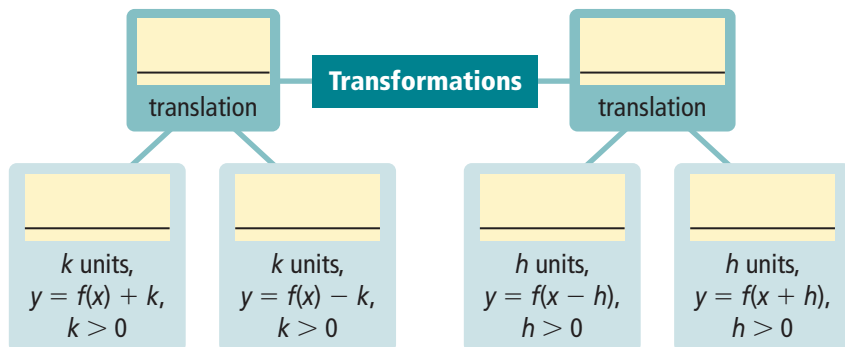 Transformations
translation
translation
k units,
y = f(x) + k,
k > 0
k units,
y = f(x) − k,
k > 0
h units,
y = f(x − h),
h > 0
h units,
y = f(x + h),
h > 0